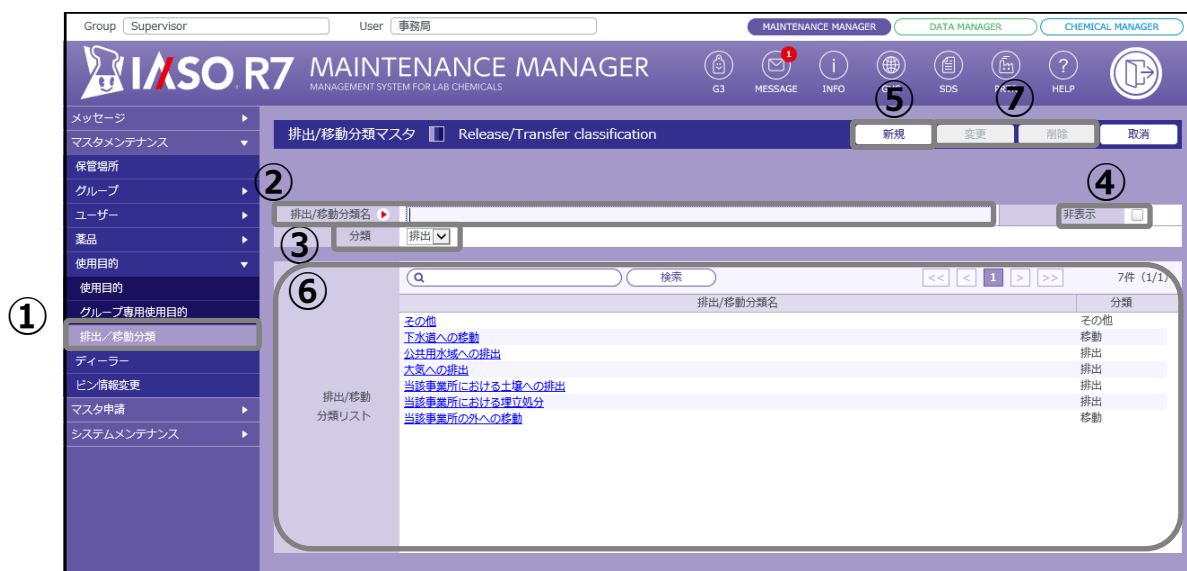 Group Supervisor User 事務局 MAINTENANCE MANAGER DATA MANAGER CHEMICAL MANAGER
IASO R7 MAINTENANCE MANAGER
MANAGEMENT SYSTEM FOR LAB CHEMICALS
1
G3 MESSAGE INFO SDS HELP
⑤ ⑦
メッセージ
マスタメンテナンス
保管場所
グループ
ユーザー
薬品
使用目的
使用目的
グループ専用使用目的
① 排出／移動分類
ディーラー
ビン情報変更
マスタ申請
システムメンテナンス
排出/移動分類マスタ Release/Transfer classification 新規 変更 削除 取消
② ④
排出/移動分類名 非表示
③ 分類 排出
⑥ 検索 << < 1 > >> 7件 (1/1)
排出/移動分類名 分類
その他 その他
下水道への移動 移動
公共用水域への排出 排出
大気への排出 排出
当該事業所における土壌への排出 排出
当該事業所における埋立処分 排出
当該事業所の外への移動 移動
排出/移動
分類リスト